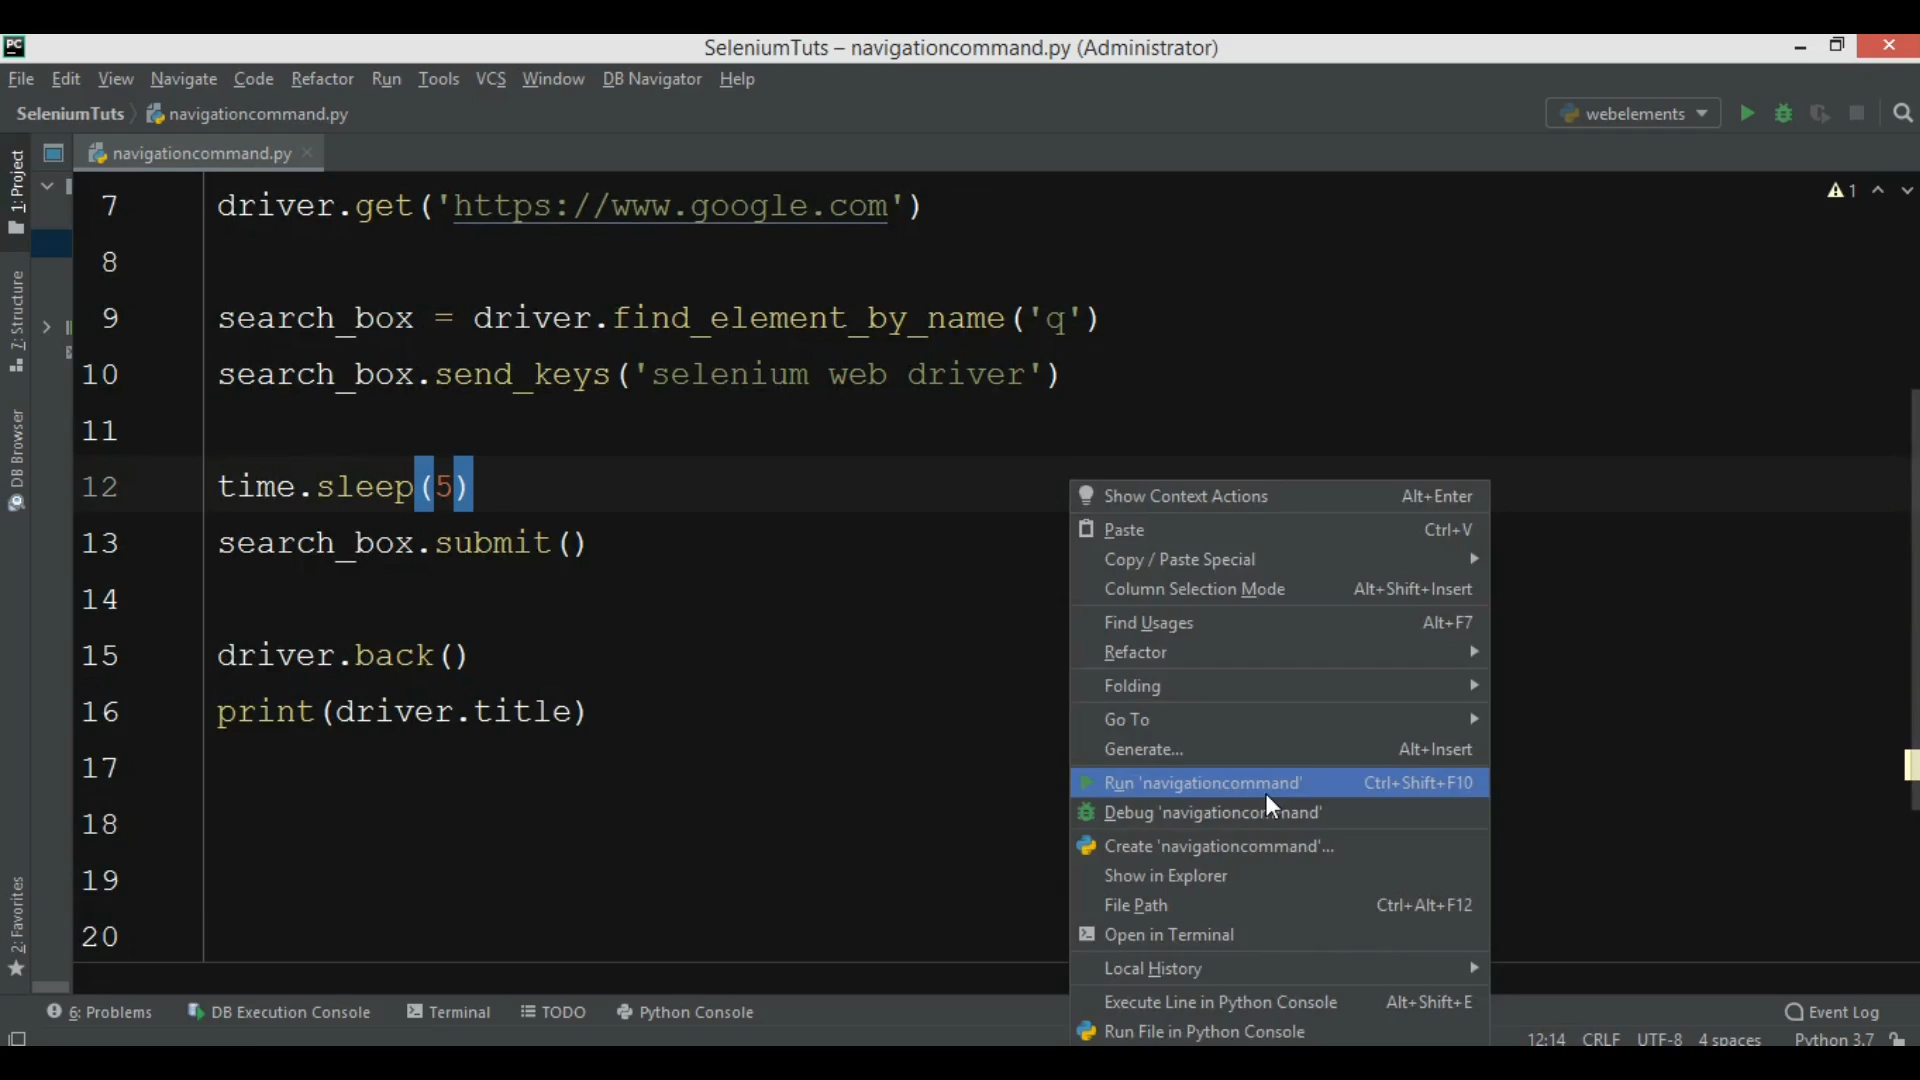 PC
SeleniumTuts – navigationcommand.py (Administrator)
File Edit View Navigate Code Refactor Run Tools VCS Window DB Navigator Help
SeleniumTuts navigationcommand.py webelements
navigationcommand.py
1: Project
7: Structure
DB Browser
2: Favorites
1
7 driver.get('https://www.google.com')
8
9 search_box = driver.find_element_by_name('q')
10 search_box.send_keys('selenium web driver')
11
12 time.sleep(5)
13 search_box.submit()
14
15 driver.back()
16 print(driver.title)
17
18
19
20
Show Context Actions Alt+Enter
Paste Ctrl+V
Copy / Paste Special
Column Selection Mode Alt+Shift+Insert
Find Usages Alt+F7
Refactor
Folding
Go To
Generate... Alt+Insert
Run 'navigationcommand' Ctrl+Shift+F10
Debug 'navigationcommand'
Create 'navigationcommand'...
Show in Explorer
File Path Ctrl+Alt+F12
Open in Terminal
Local History
Execute Line in Python Console Alt+Shift+E
Run File in Python Console
6: Problems DB Execution Console Terminal TODO Python Console Event Log
12:14 CRLF UTF-8 4 spaces Python 3.7